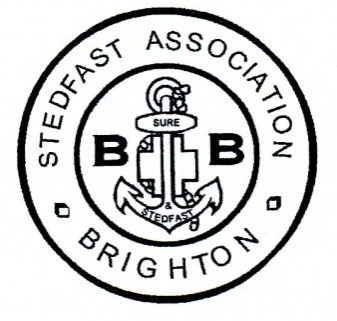 STEDFAST ASSOCIATION
SURE
B B
&
STEDFAST
BRIGHTON